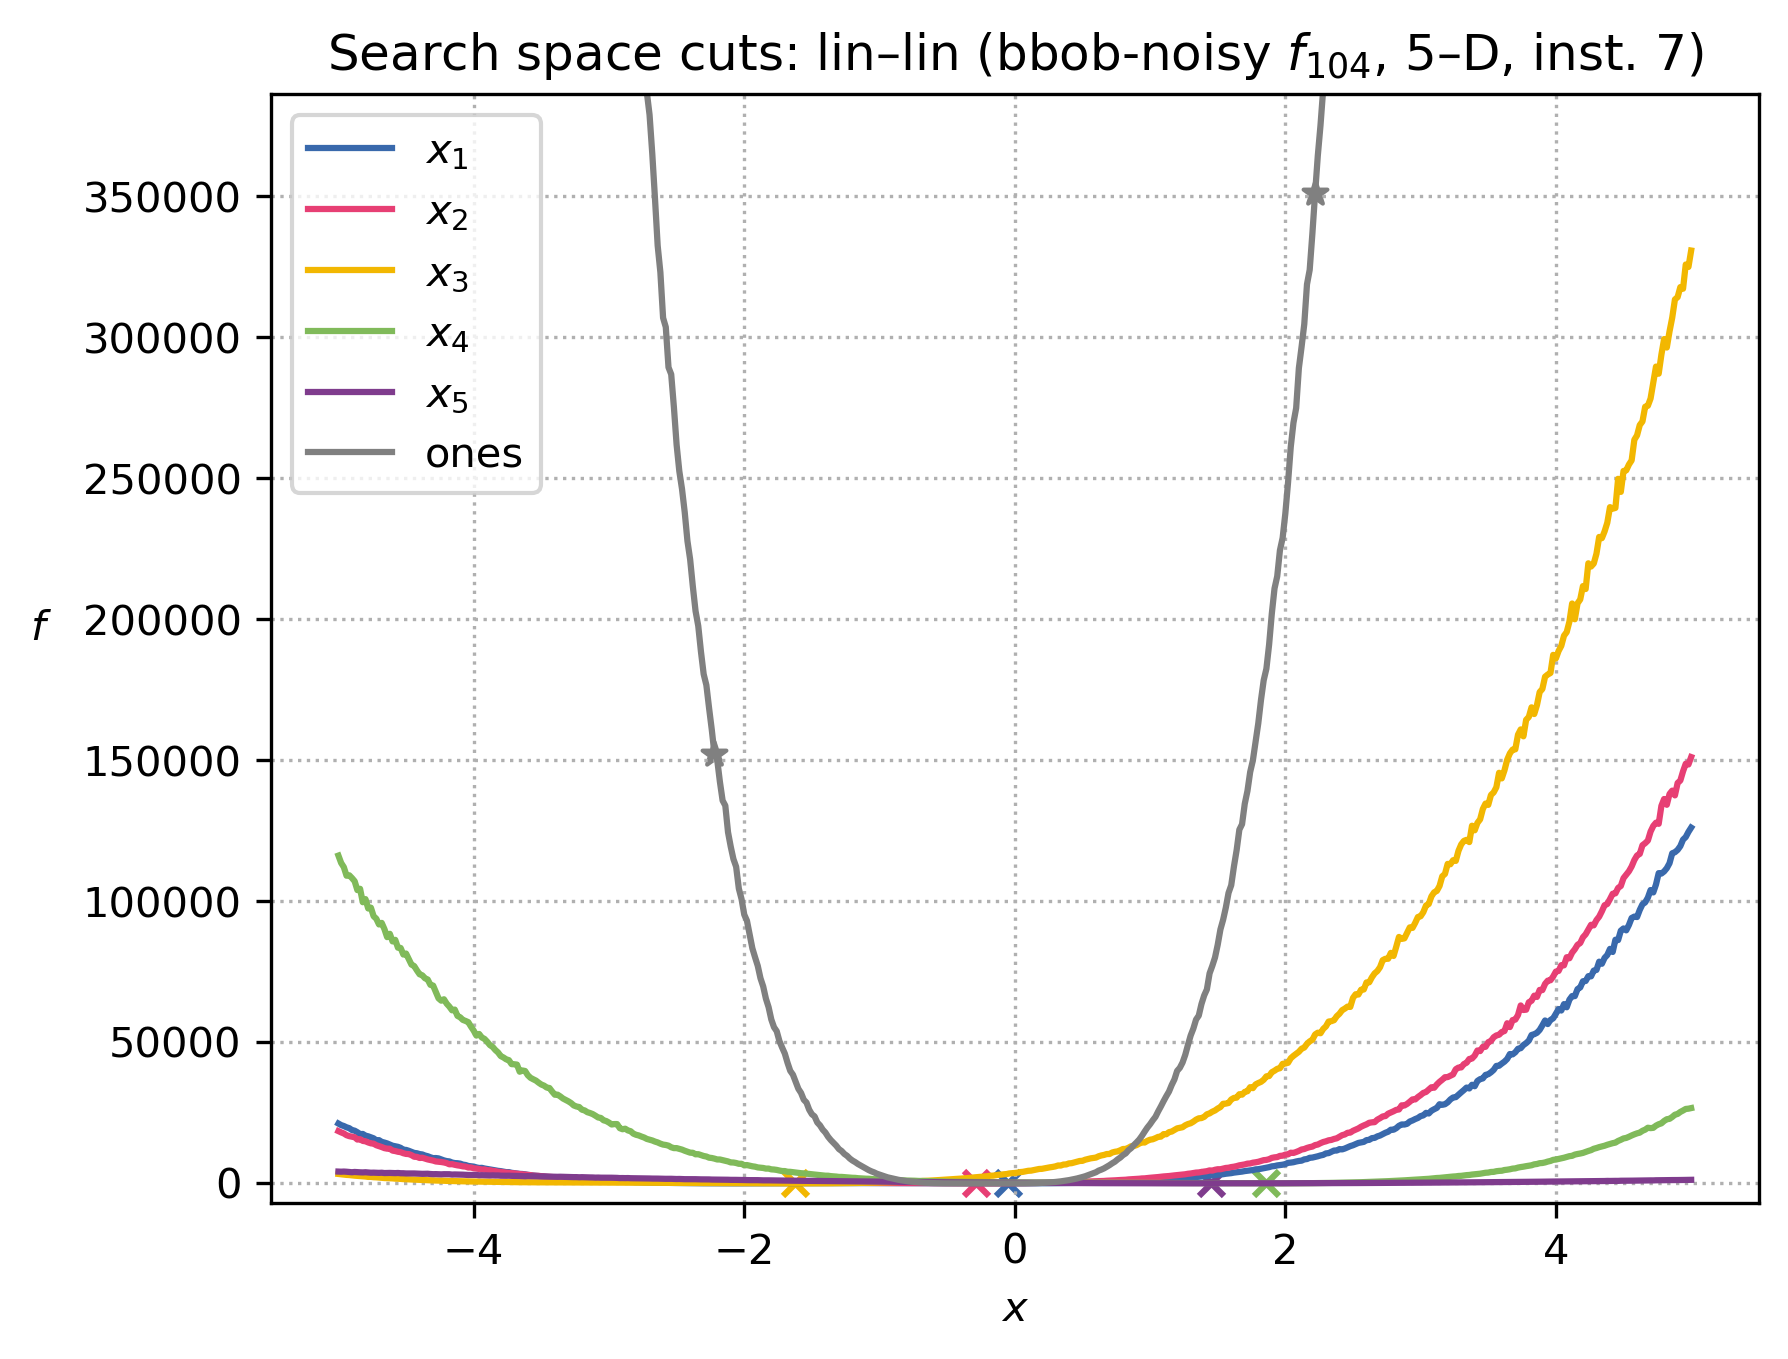 Search space cuts: lin–lin (bbob-noisy f₁₀₄, 5–D, inst. 7)
x₁
x₂
x₃
x₄
x₅
ones
350000
300000
250000
200000
150000
100000
50000
0
f
−4
−2
0
2
4
x